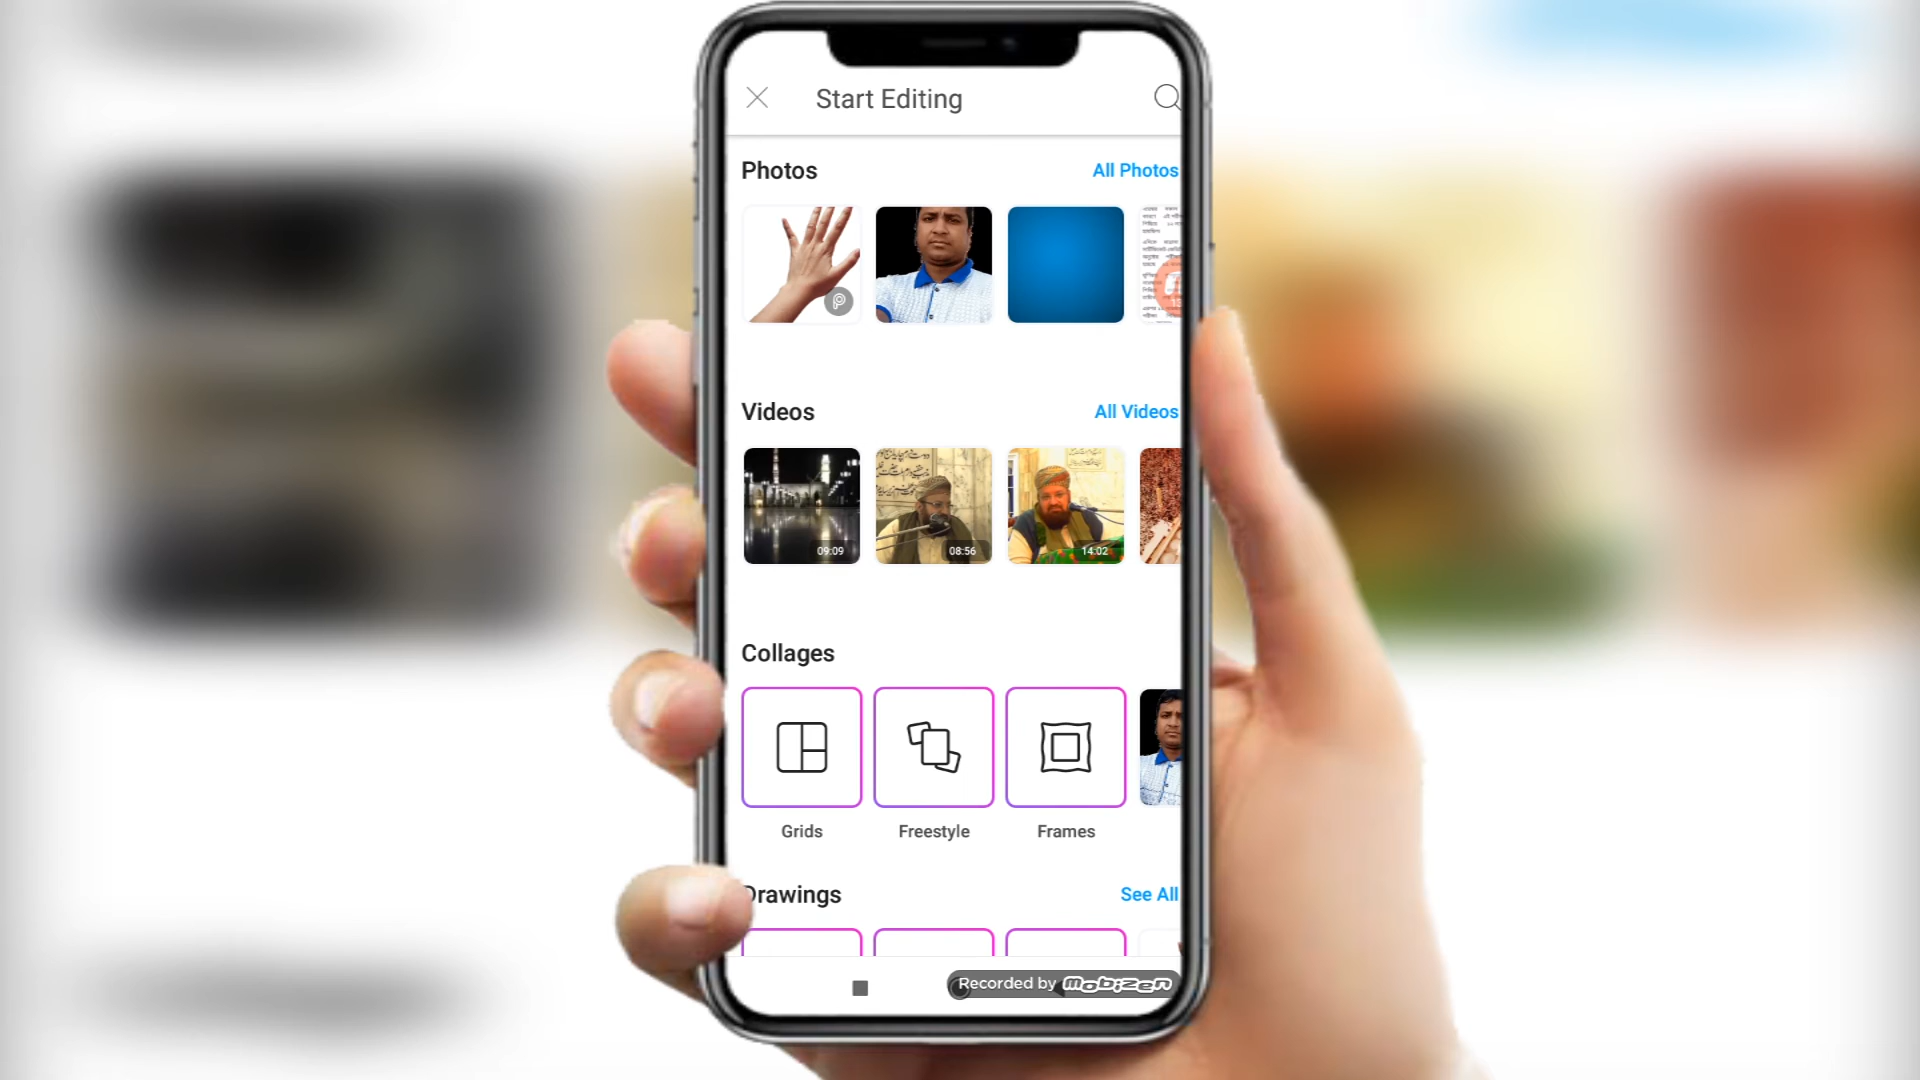 Start Editing
Photos
All Photos
Videos
All Videos
09:09
08:56
14:02
Collages
Grids
Freestyle
Frames
Drawings
See All
Recorded by mobizen